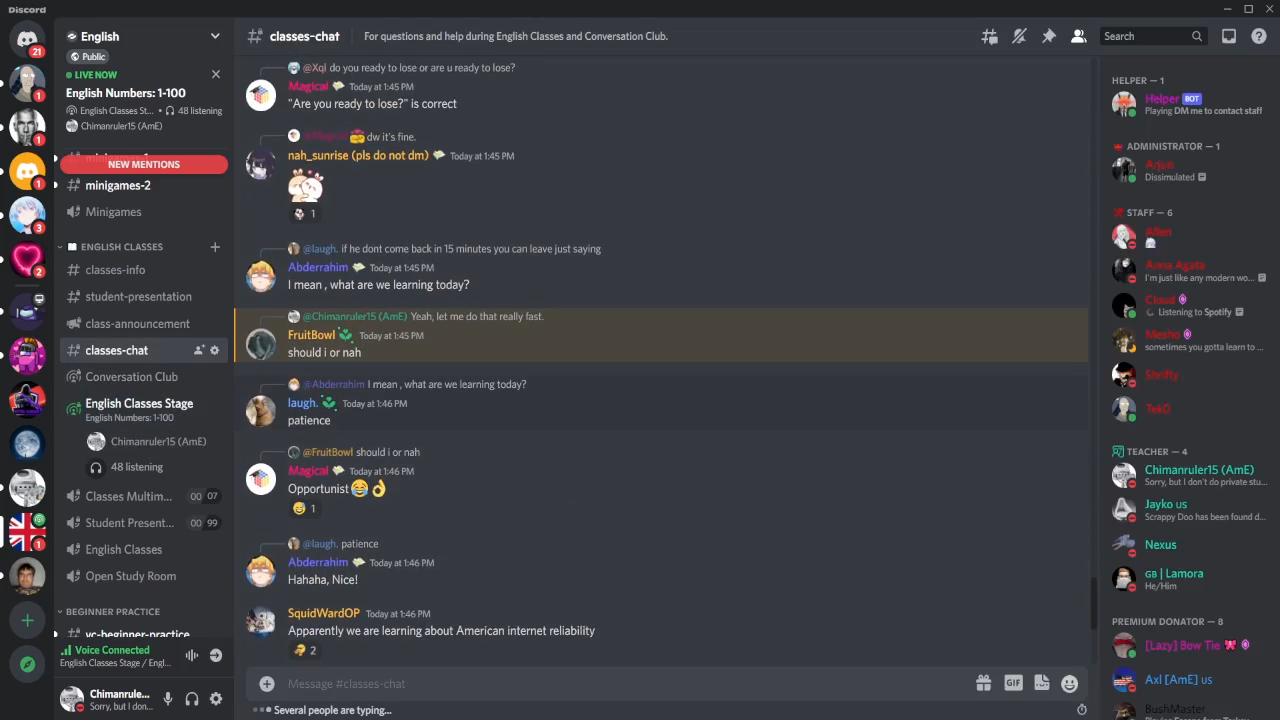 Discord
21
1
1
1
3
2
1
English
Public
LIVE NOW
English Numbers: 1-100
English Classes St... • 48 listening
Chimanruler15 (AmE)
NEW MENTIONS
minigames-2
Minigames
ENGLISH CLASSES
classes-info
student-presentation
class-announcement
classes-chat
Conversation Club
English Classes Stage
English Numbers: 1-100
Chimanruler15 (AmE)
48 listening
Classes Multim... 00 07
Student Present... 00 99
English Classes
Open Study Room
BEGINNER PRACTICE
vc-beginner-practice
Voice Connected
English Classes Stage / Engl...
Chimanrule...
Sorry, but I don...
classes-chat For questions and help during English Classes and Conversation Club.
Search
@Xql do you ready to lose or are u ready to lose?
Magical Today at 1:45 PM
"Are you ready to lose?" is correct
@Magical 🤗 dw it's fine.
nah_sunrise (pls do not dm) Today at 1:45 PM
1
@laugh. if he dont come back in 15 minutes you can leave just saying
Abderrahim Today at 1:45 PM
I mean , what are we learning today?
@Chimanruler15 (AmE) Yeah, let me do that really fast.
FruitBowl Today at 1:45 PM
should i or nah
@Abderrahim I mean , what are we learning today?
laugh. Today at 1:46 PM
patience
@FruitBowl should i or nah
Magical Today at 1:46 PM
Opportunist 😂👌
1
@laugh. patience
Abderrahim Today at 1:46 PM
Hahaha, Nice!
SquidWardOP Today at 1:46 PM
Apparently we are learning about American internet reliability
2
Message #classes-chat
GIF
Several people are typing...
HELPER — 1
Helper BOT
Playing DM me to contact staff
ADMINISTRATOR — 1
Arjun
Dissimulated
STAFF — 6
Allen
Anna Agata
I'm just like any modern wo...
Cloud
Listening to Spotify
Mesho
sometimes you gotta learn to ...
Shrifty
TekO
TEACHER — 4
Chimanruler15 (AmE)
Sorry, but I don't do private stu...
Jayko us
Scrappy Doo has been found d...
Nexus
GB | Lamora
He/Him
PREMIUM DONATOR — 8
[Lazy] Bow Tie
Axl [AmE] us
BushMaster